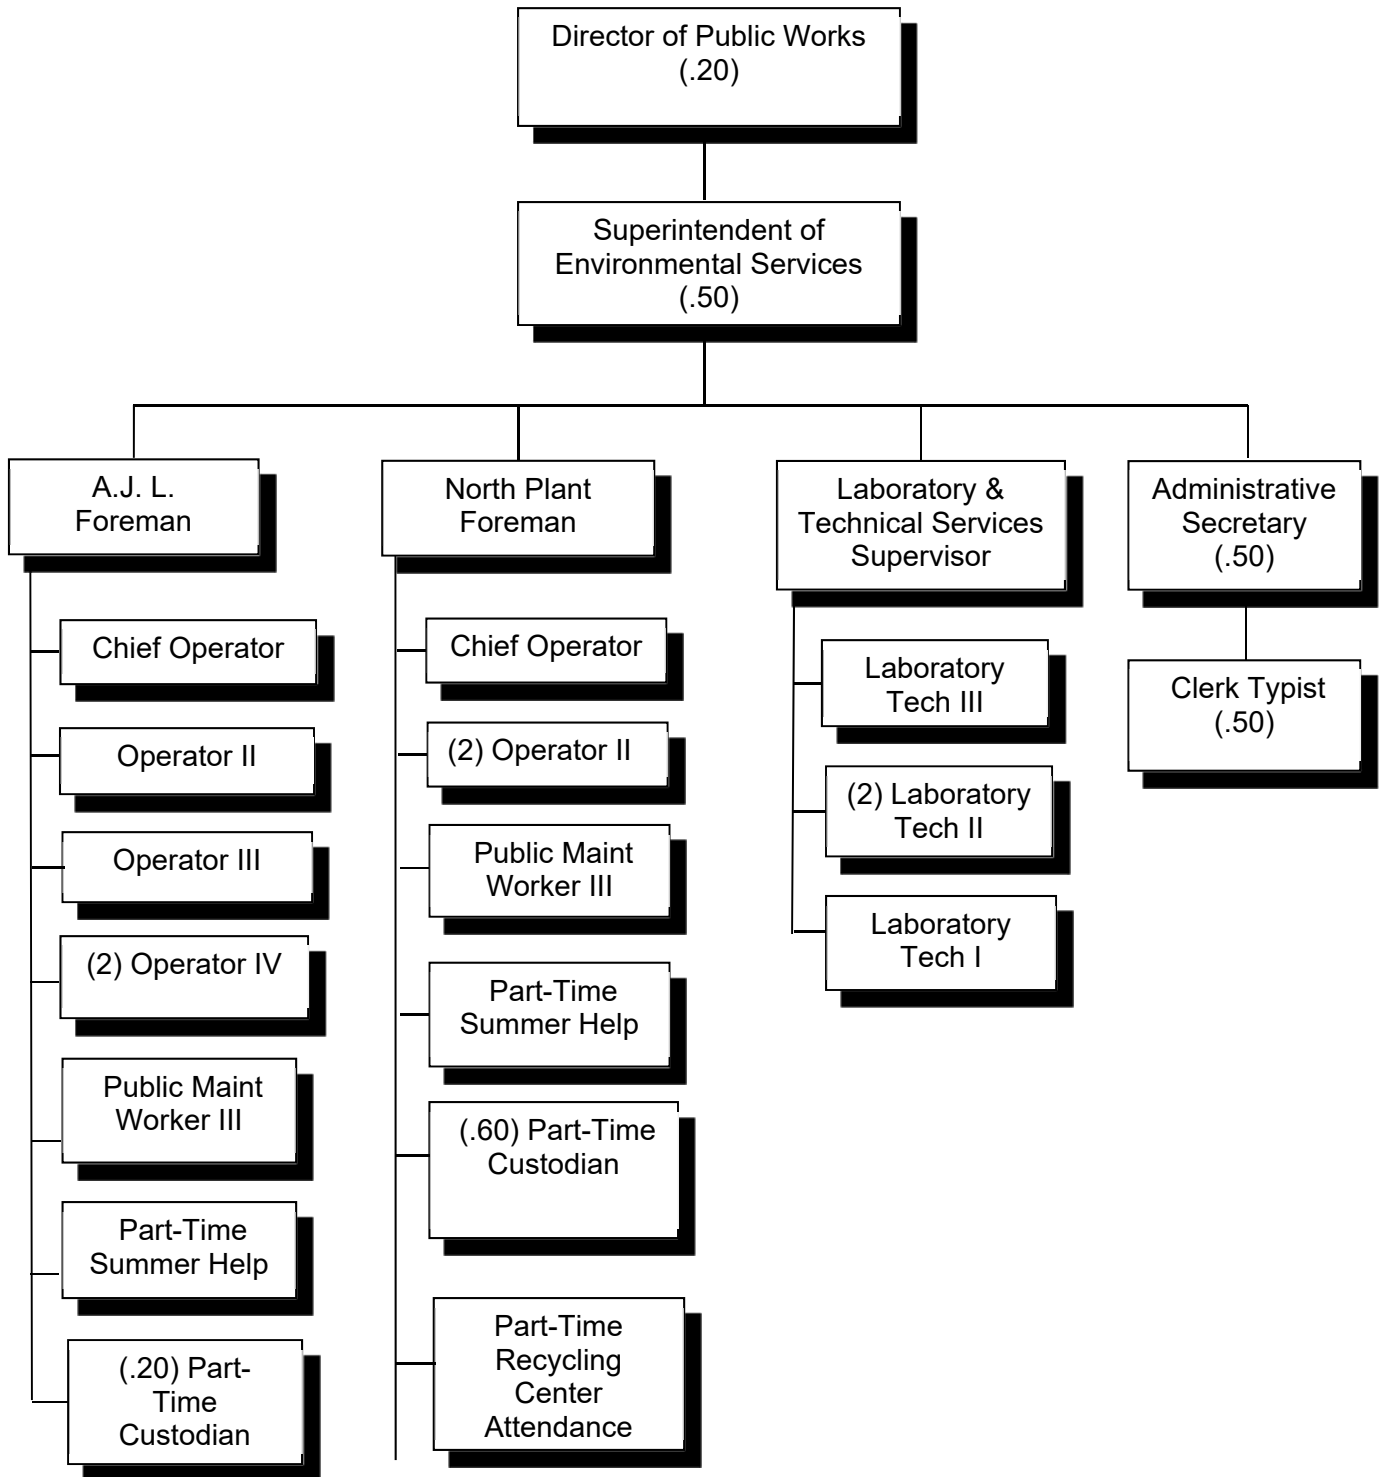 Director of Public Works
(.20)
Superintendent of
Environmental Services
(.50)
A.J. L.
Foreman
Chief Operator
Operator II
Operator III
(2) Operator IV
Public Maint
Worker III
Part-Time
Summer Help
(.20) Part-
Time
Custodian
North Plant
Foreman
Chief Operator
(2) Operator II
Public Maint
Worker III
Part-Time
Summer Help
(.60) Part-Time
Custodian
Part-Time
Recycling
Center
Attendance
Laboratory &
Technical Services
Supervisor
Laboratory
Tech III
(2) Laboratory
Tech II
Laboratory
Tech I
Administrative
Secretary
(.50)
Clerk Typist
(.50)